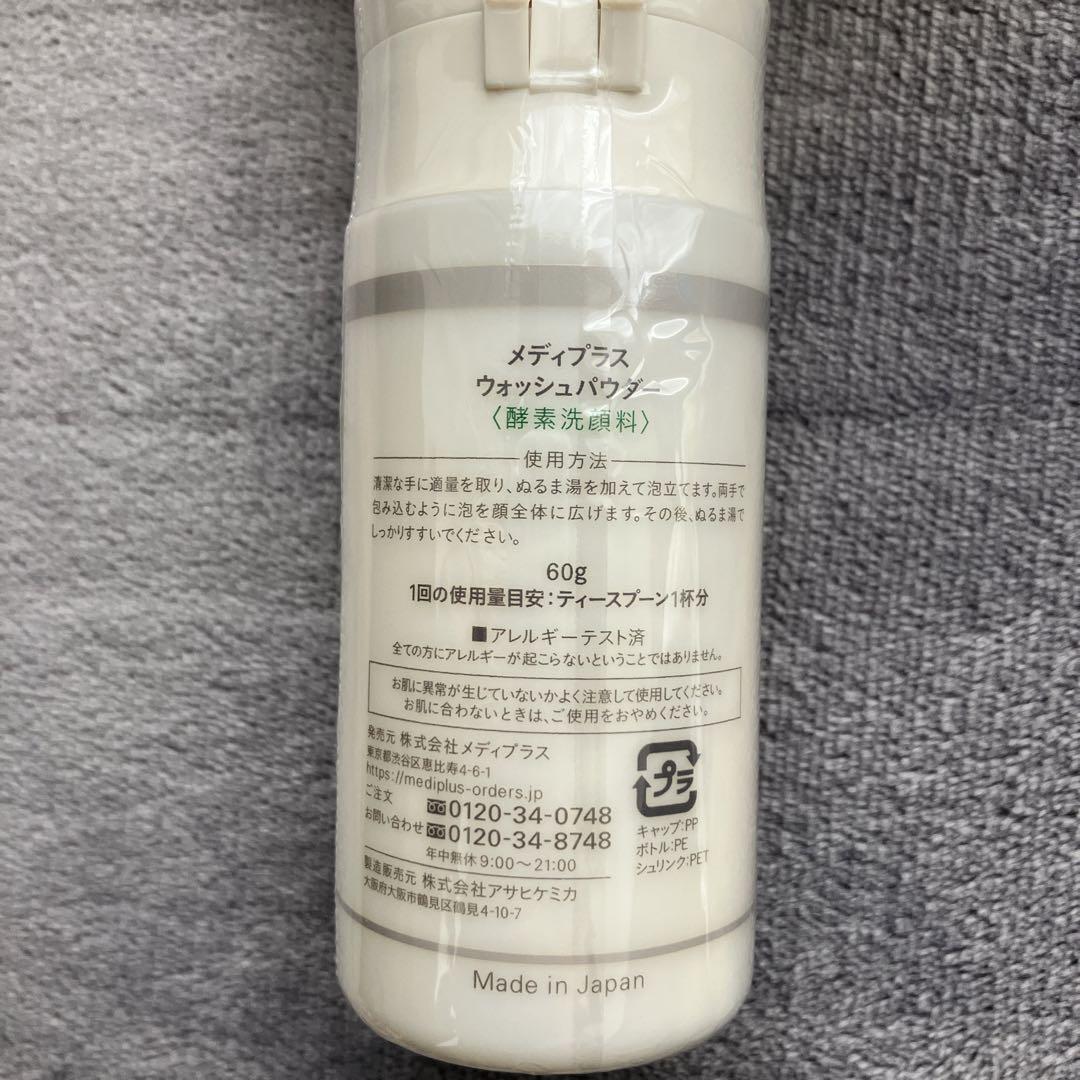 メディプラス
ウォッシュパウダー
〈酵素洗顔料〉
使用方法
清潔な手に適量を取り、ぬるま湯を加えて泡立てます。両手で
包み込むように泡を顔全体に広げます。その後、ぬるま湯で
しっかりすすいでください。
60g
1回の使用量目安：ティースプーン1杯分
■アレルギーテスト済
全ての方にアレルギーが起こらないということではありません。
お肌に異常が生じていないかよく注意して使用してください。
お肌に合わないときは、ご使用をおやめください。
発売元 株式会社メディプラス
東京都渋谷区恵比寿4-6-1
https://mediplus-orders.jp
ご注文 0120-34-0748
お問い合わせ 0120-34-8748
年中無休 9:00～21:00
プラ
キャップ:PP
ボトル:PE
シュリンク:PET
製造販売元 株式会社アサヒケミカ
大阪府大阪市鶴見区鶴見4-10-7
Made in Japan